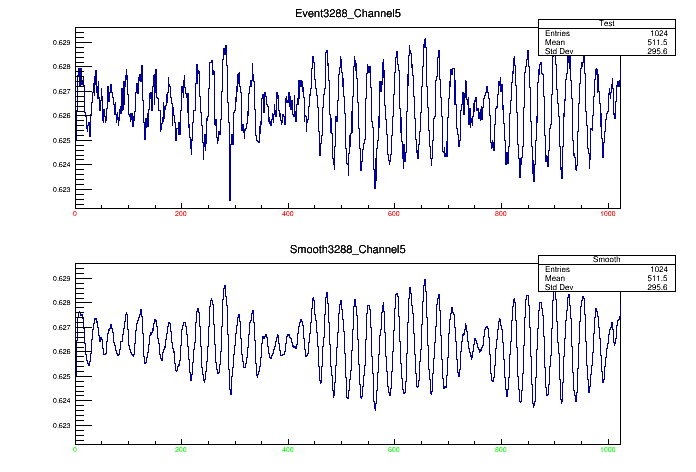 Event3288_Channel5
Test
Entries 1024
Mean 511.5
Std Dev 295.6
0.629
0.628
0.627
0.626
0.625
0.624
0.623
0 200 400 600 800 1000
Smooth3288_Channel5
Smooth
Entries 1024
Mean 511.5
Std Dev 295.6
0.629
0.628
0.627
0.626
0.625
0.624
0.623
0 200 400 600 800 1000